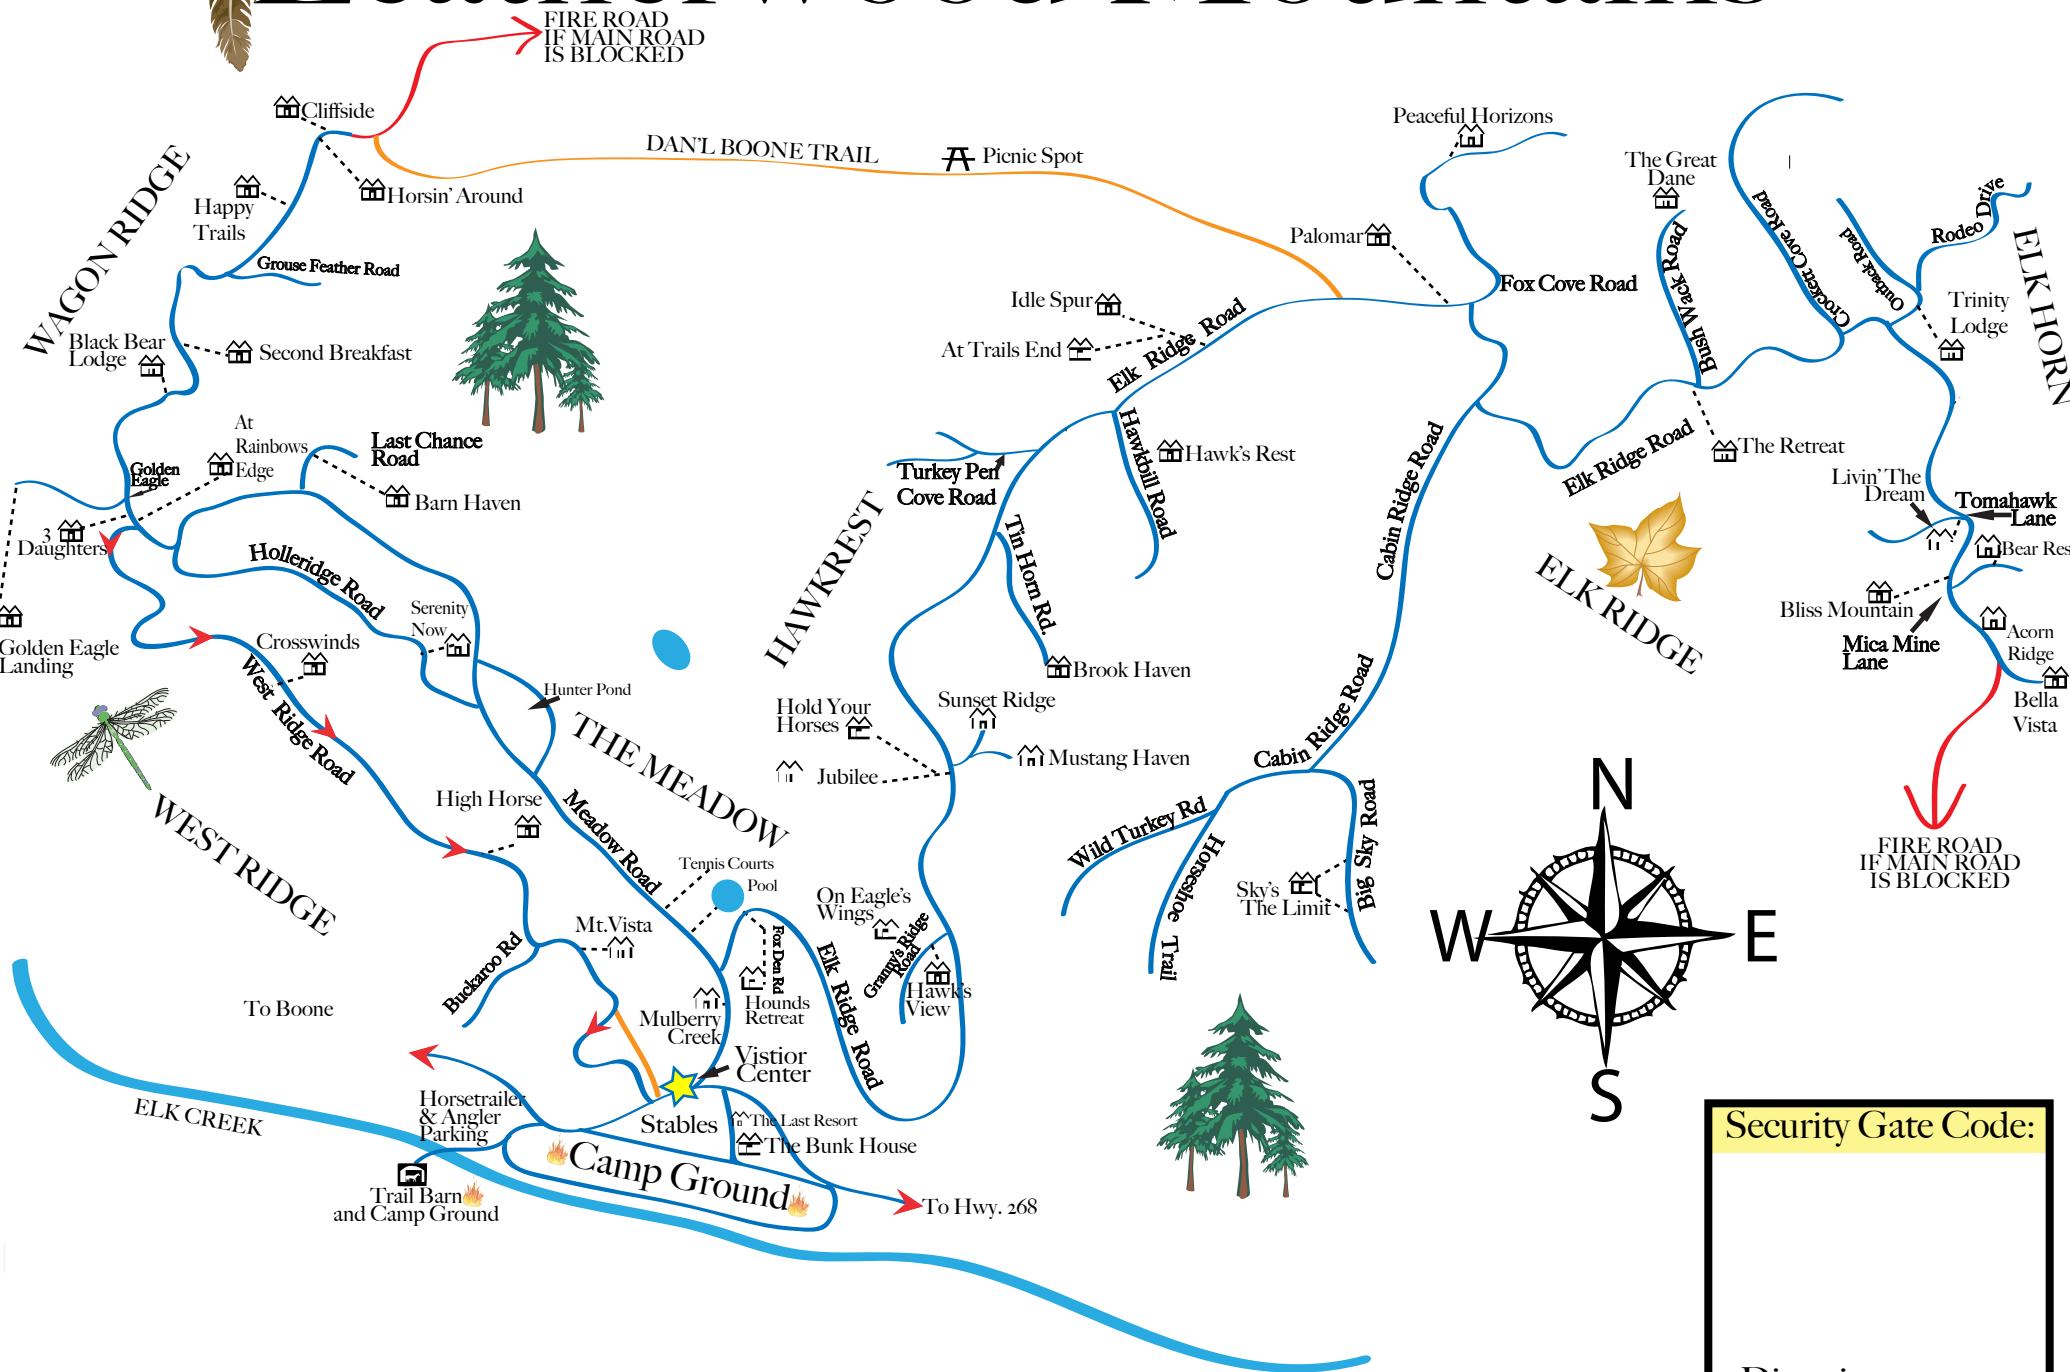 Leatherwood Mountains
FIRE ROAD
IF MAIN ROAD
IS BLOCKED
Cliffside
Horsin' Around
Happy
Trails
WAGON RIDGE
Grouse Feather Road
DAN'L BOONE TRAIL
Picnic Spot
Peaceful Horizons
The Great
Dane
Palomar
Fox Cove Road
Bush Wack Road
Crockett Cove Road
Outback Road
Rodeo Drive
ELK HORN
Trinity
Lodge
Idle Spur
At Trails End
Elk Ridge Road
Black Bear
Lodge
Second Breakfast
At
Rainbows
Edge
Last Chance
Road
Golden
Eagle
Barn Haven
3
Daughters
Turkey Pen
Cove Road
Hawkbill Road
Hawk's Rest
Cabin Ridge Road
Elk Ridge Road
The Retreat
Livin' The
Dream
Tomahawk
Lane
Bear Res
Bliss Mountain
Mica Mine
Lane
Acorn
Ridge
Bella
Vista
Holleridge Road
Serenity
Now
Golden Eagle
Landing
Crosswinds
West Ridge Road
Hunter Pond
HAWKREST
Tin Horn Rd.
Brook Haven
ELK RIDGE
Hold Your
Horses
Sunset Ridge
Mustang Haven
Jubilee
Cabin Ridge Road
THE MEADOW
WEST RIDGE
High Horse
Meadow Road
Tennis Courts
Pool
Wild Turkey Rd
Horseshoe Trail
Big Sky Road
Sky's
The Limit
FIRE ROAD
IF MAIN ROAD
IS BLOCKED
N
W
E
S
On Eagle's
Wings
Granny's Ridge
Road
Hawk's
View
Mt.Vista
Buckaroo Rd
Fox Den Rd
Hounds
Retreat
Elk Ridge Road
Mulberry
Creek
Vistior
Center
To Boone
ELK CREEK
Horsetrailer
& Angler
Parking
Stables
The Last Resort
The Bunk House
Camp Ground
Trail Barn
and Camp Ground
To Hwy. 268
Security Gate Code: